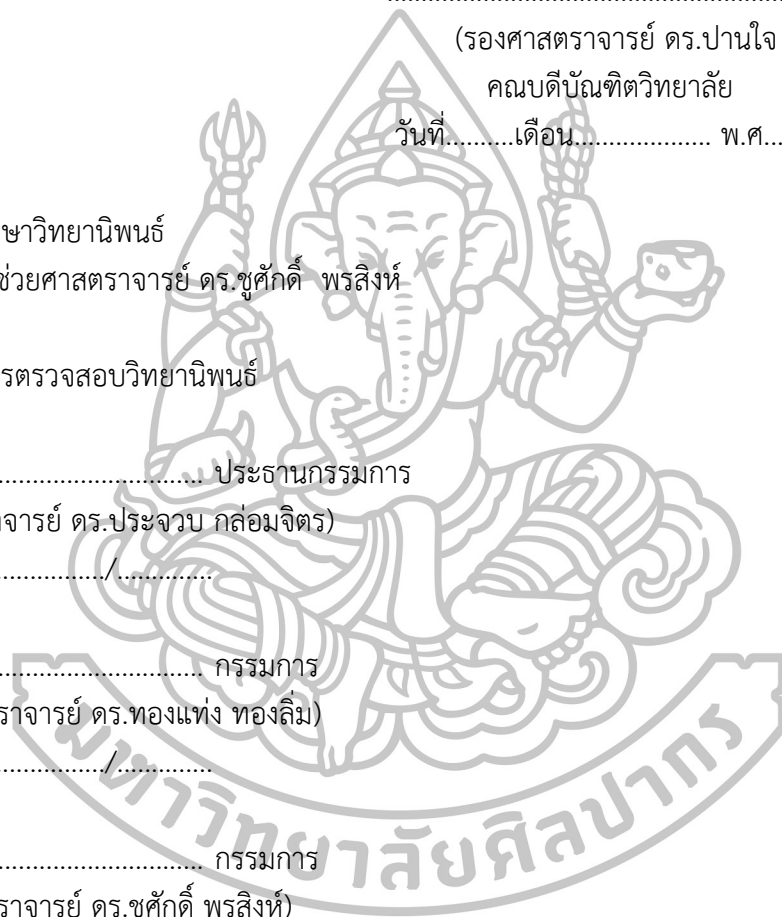 (รองศาสตราจารย์ ดร.ปานใจ
คณบดีบัณฑิตวิทยาลัย
วันที่..........เดือน.................... พ.ศ....
ษาวิทยานิพนธ์
ช่วยศาสตราจารย์ ดร.ชูศักดิ์ พรสิงห์
รตรวจสอบวิทยานิพนธ์
.............................. ประธานกรรมการ
าจารย์ ดร.ประจวบ กล่อมจิตร)
................/..............
.............................. กรรมการ
ราจารย์ ดร.ทองแท่ง ทองลิ่ม)
................/..............
.............................. กรรมการ
ราจารย์ ดร.ชูศักดิ์ พรสิงห์)
มหาวิทยาลัยศิลปากร